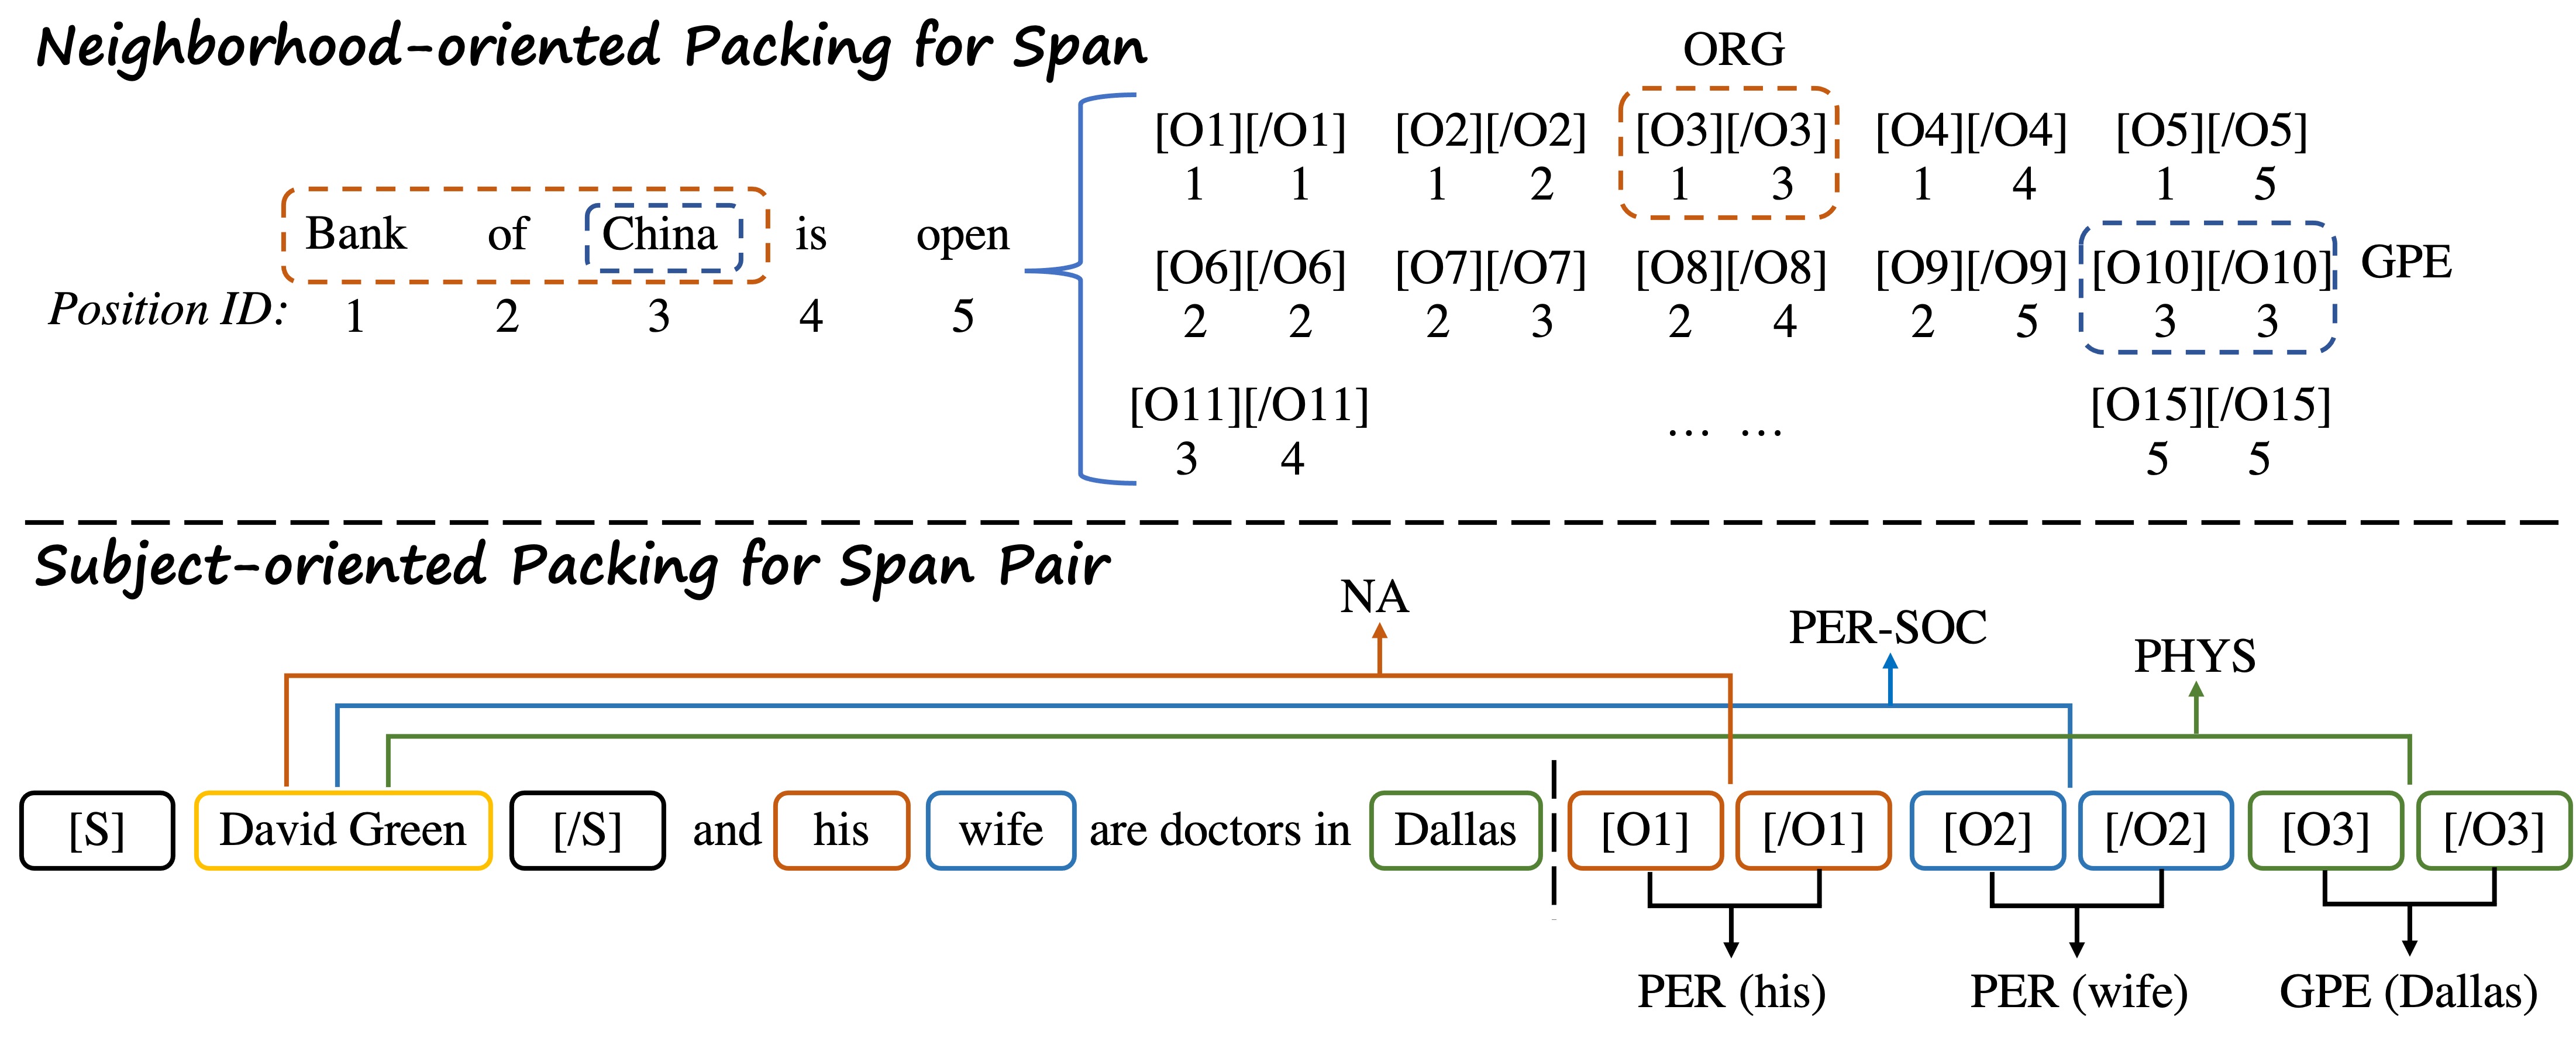 Neighborhood-oriented Packing for Span
ORG
[O1][/O1] [O2][/O2] [O3][/O3] [O4][/O4] [O5][/O5]
1 1 1 2 1 3 1 4 1 5
Bank of China is open
Position ID: 1 2 3 4 5
[O6][/O6] [O7][/O7] [O8][/O8] [O9][/O9] [O10][/O10] GPE
2 2 2 3 2 4 2 5 3 3
[O11][/O11] ... ... [O15][/O15]
3 4 5 5
Subject-oriented Packing for Span Pair
NA
PER-SOC
PHYS
[S] David Green [/S] and his wife are doctors in Dallas [O1] [/O1] [O2] [/O2] [O3] [/O3]
PER (his) PER (wife) GPE (Dallas)